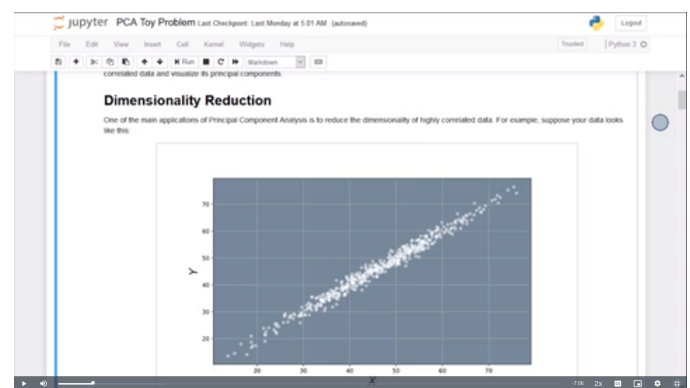 jupyter PCA Toy Problem Last Checkpoint: Last Monday at 5:01 AM (autosaved) Logout
File Edit View Insert Cell Kernel Widgets Help Trusted Python 3
Run Markdown
correlated data and visualize its principal components.
Dimensionality Reduction
One of the main applications of Principal Component Analysis is to reduce the dimensionality of highly correlated data. For example, suppose your data looks
like this:
70
60
50
40
30
20
Y
20 30 40 50 60 70
X
2x